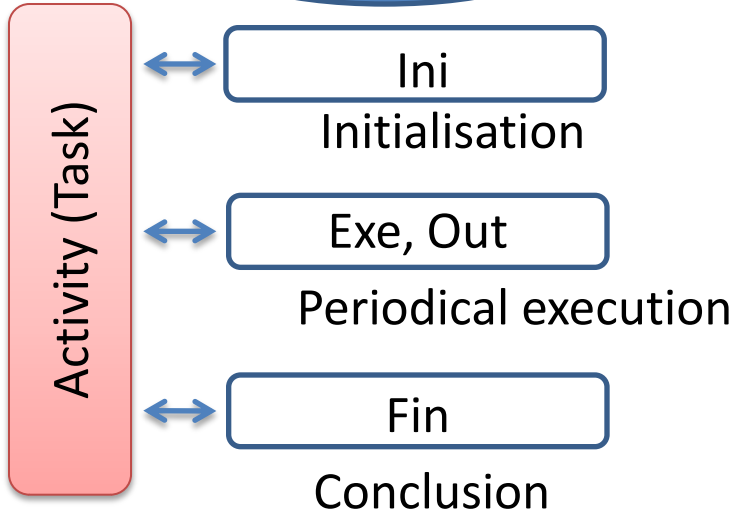 Activity (Task)
Ini
Initialisation
Exe, Out
Periodical execution
Fin
Conclusion